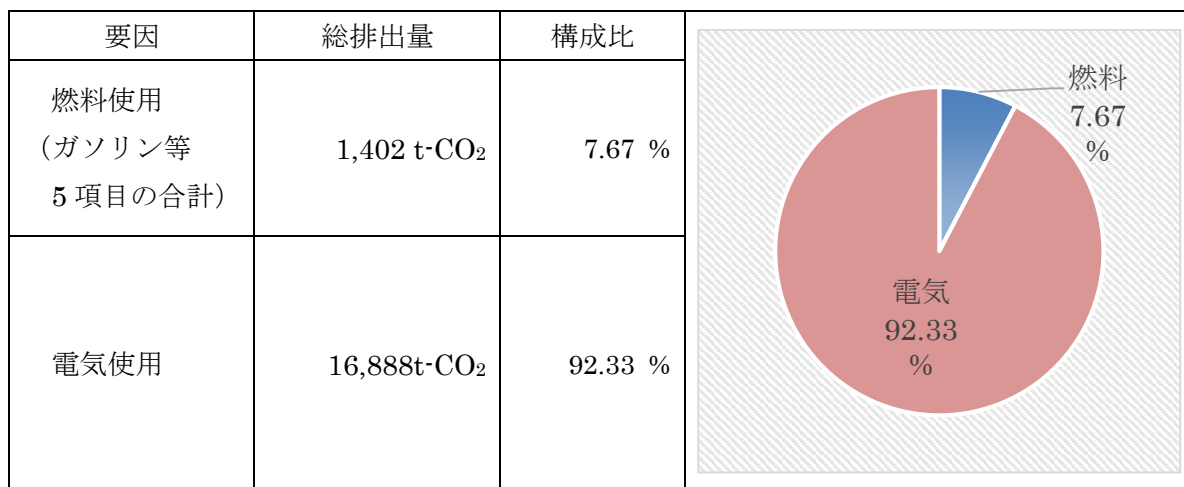 要因 総排出量 構成比
燃料使用
（ガソリン等
5 項目の合計）
1,402 t-CO₂ 7.67 %
電気使用 16,888t-CO₂ 92.33 %
燃料
7.67
%
電気
92.33
%